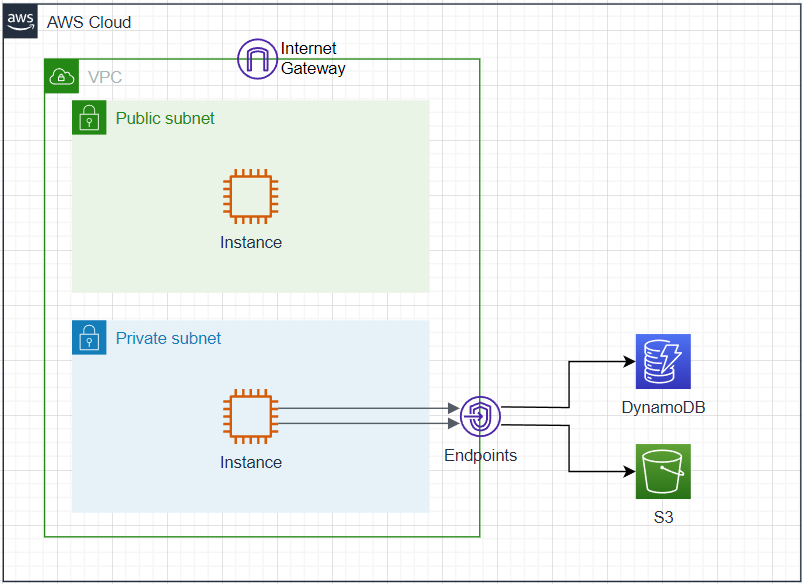 aws
AWS Cloud
Internet
Gateway
VPC
Public subnet
Instance
Private subnet
Instance
Endpoints
DynamoDB
S3